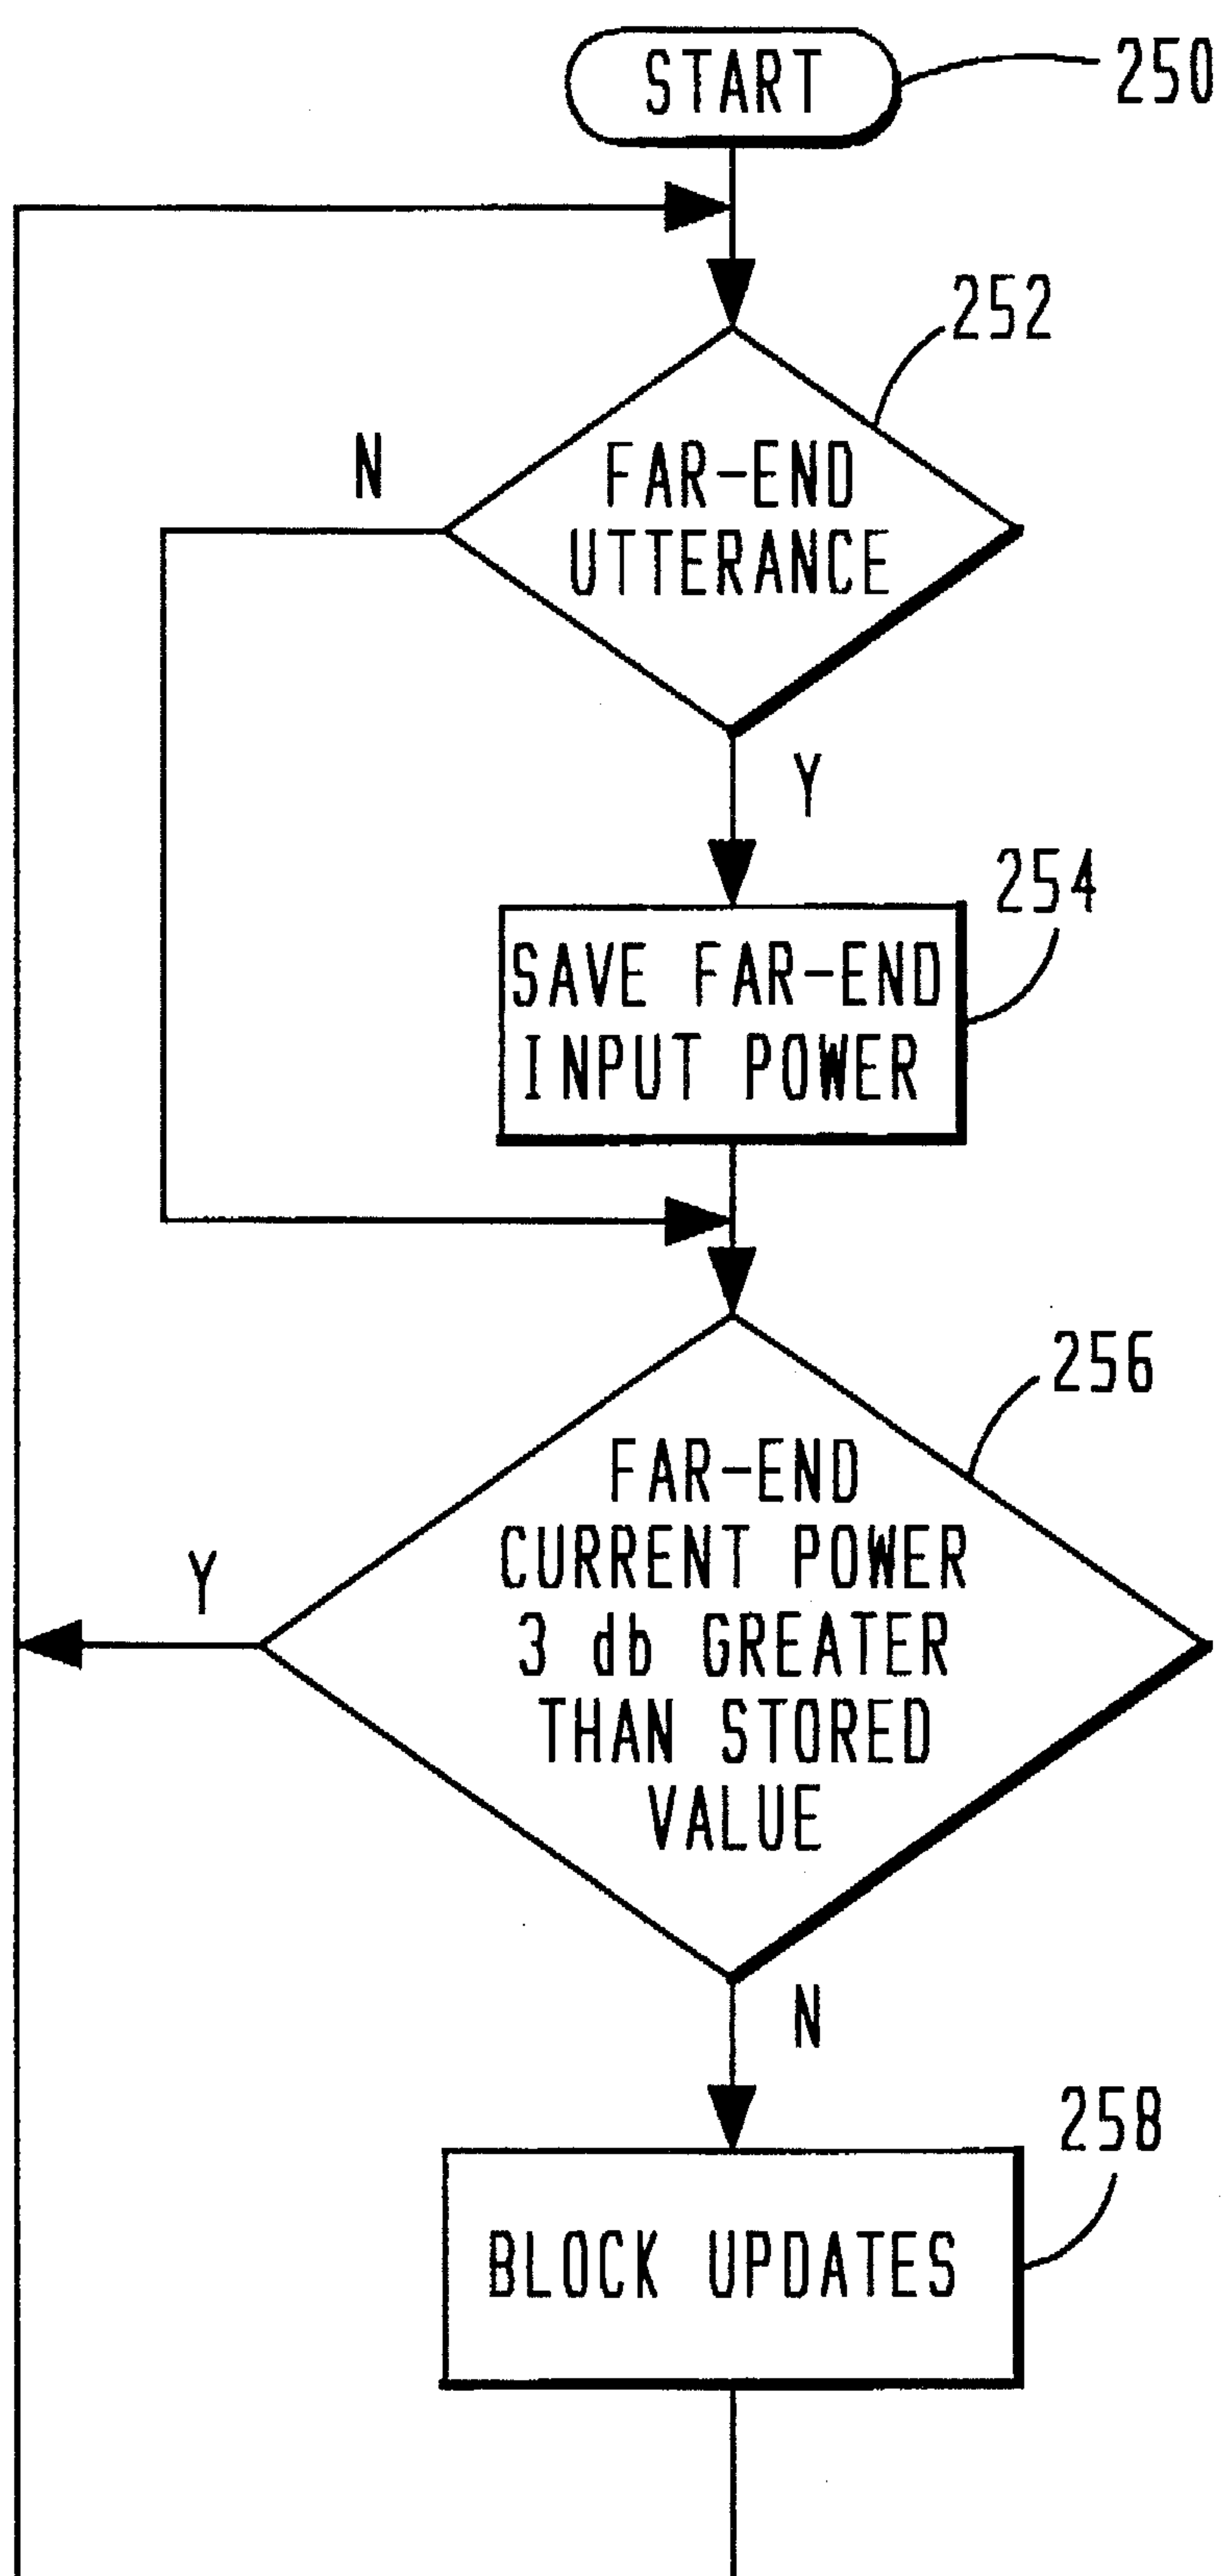 START
250
252
N
FAR-END
UTTERANCE
Y
254
SAVE FAR-END
INPUT POWER
256
FAR-END
CURRENT POWER
Y
3 db GREATER
THAN STORED
VALUE
N
258
BLOCK UPDATES